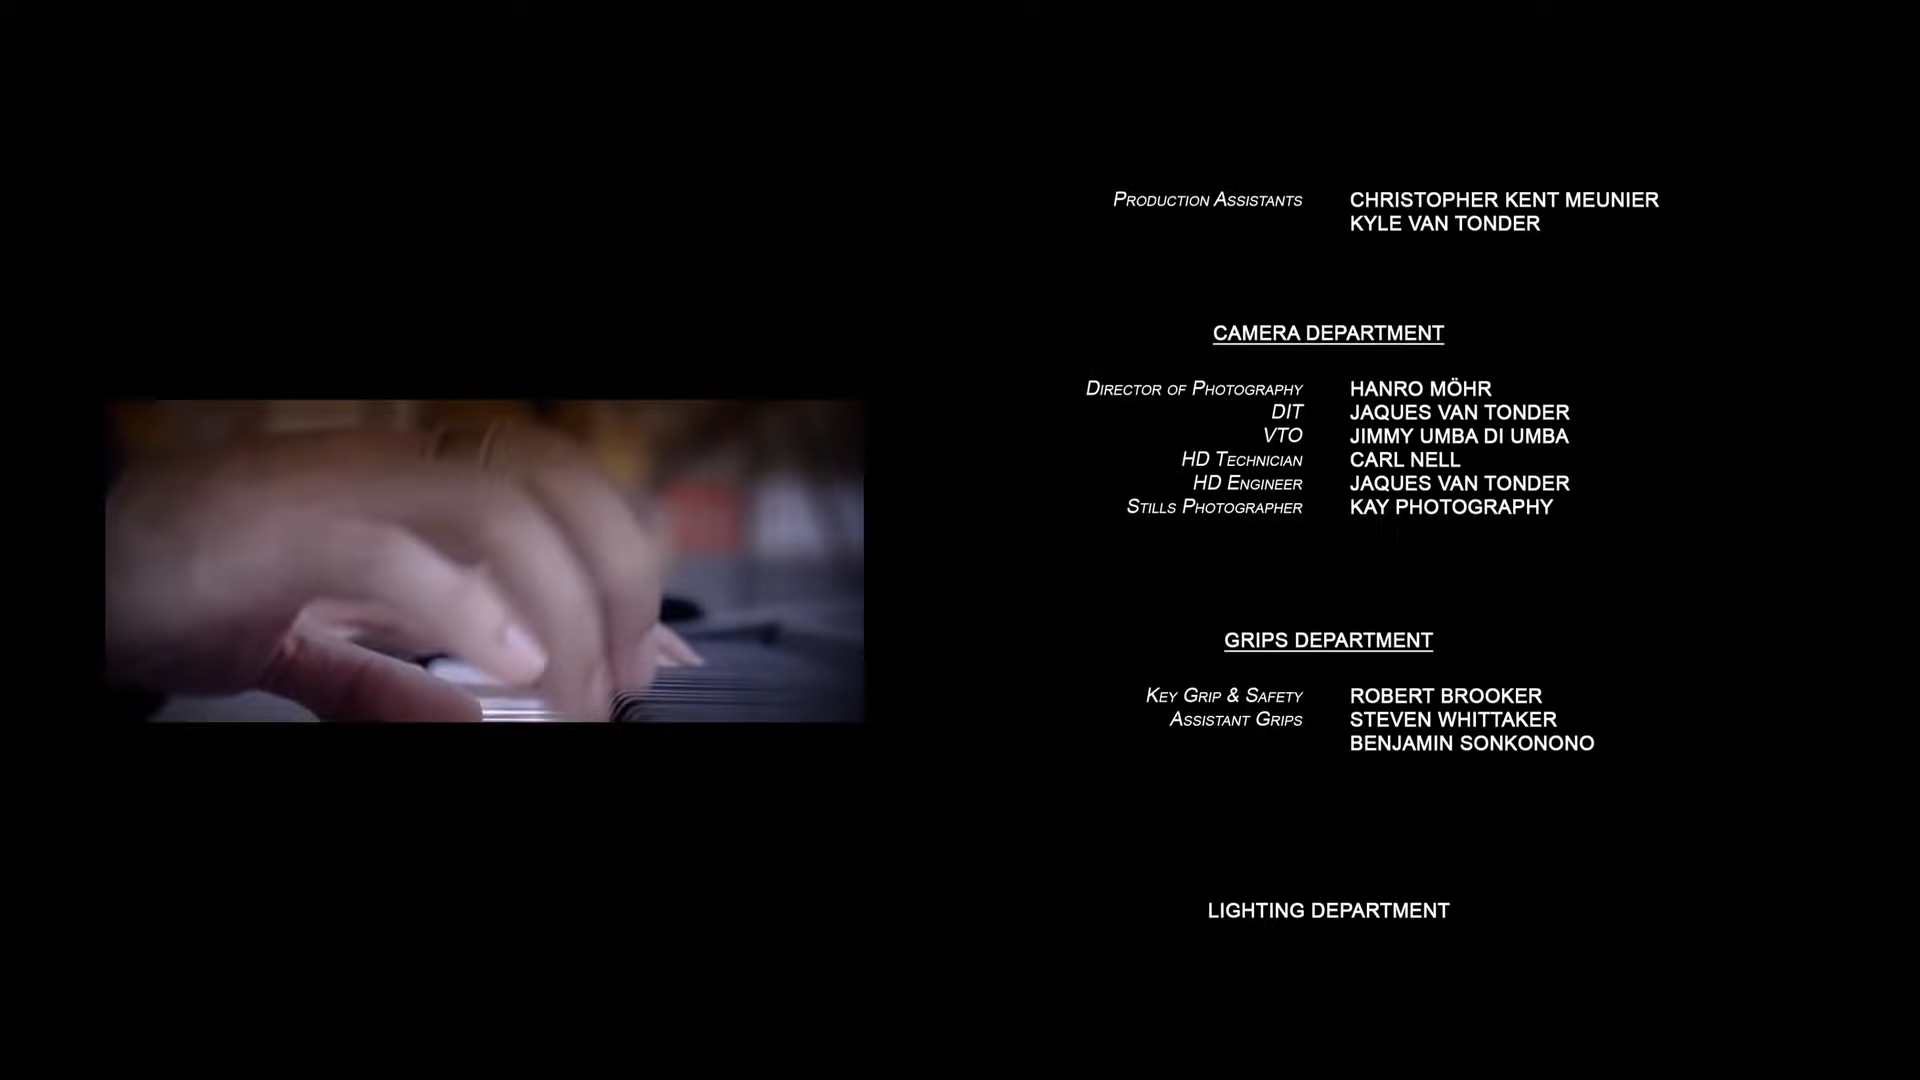 Production Assistants CHRISTOPHER KENT MEUNIER
KYLE VAN TONDER
CAMERA DEPARTMENT
Director of Photography HANRO MÖHR
DIT JAQUES VAN TONDER
VTO JIMMY UMBA DI UMBA
HD Technician CARL NELL
HD Engineer JAQUES VAN TONDER
Stills Photographer KAY PHOTOGRAPHY
GRIPS DEPARTMENT
Key Grip & Safety ROBERT BROOKER
Assistant Grips STEVEN WHITTAKER
BENJAMIN SONKONONO
LIGHTING DEPARTMENT